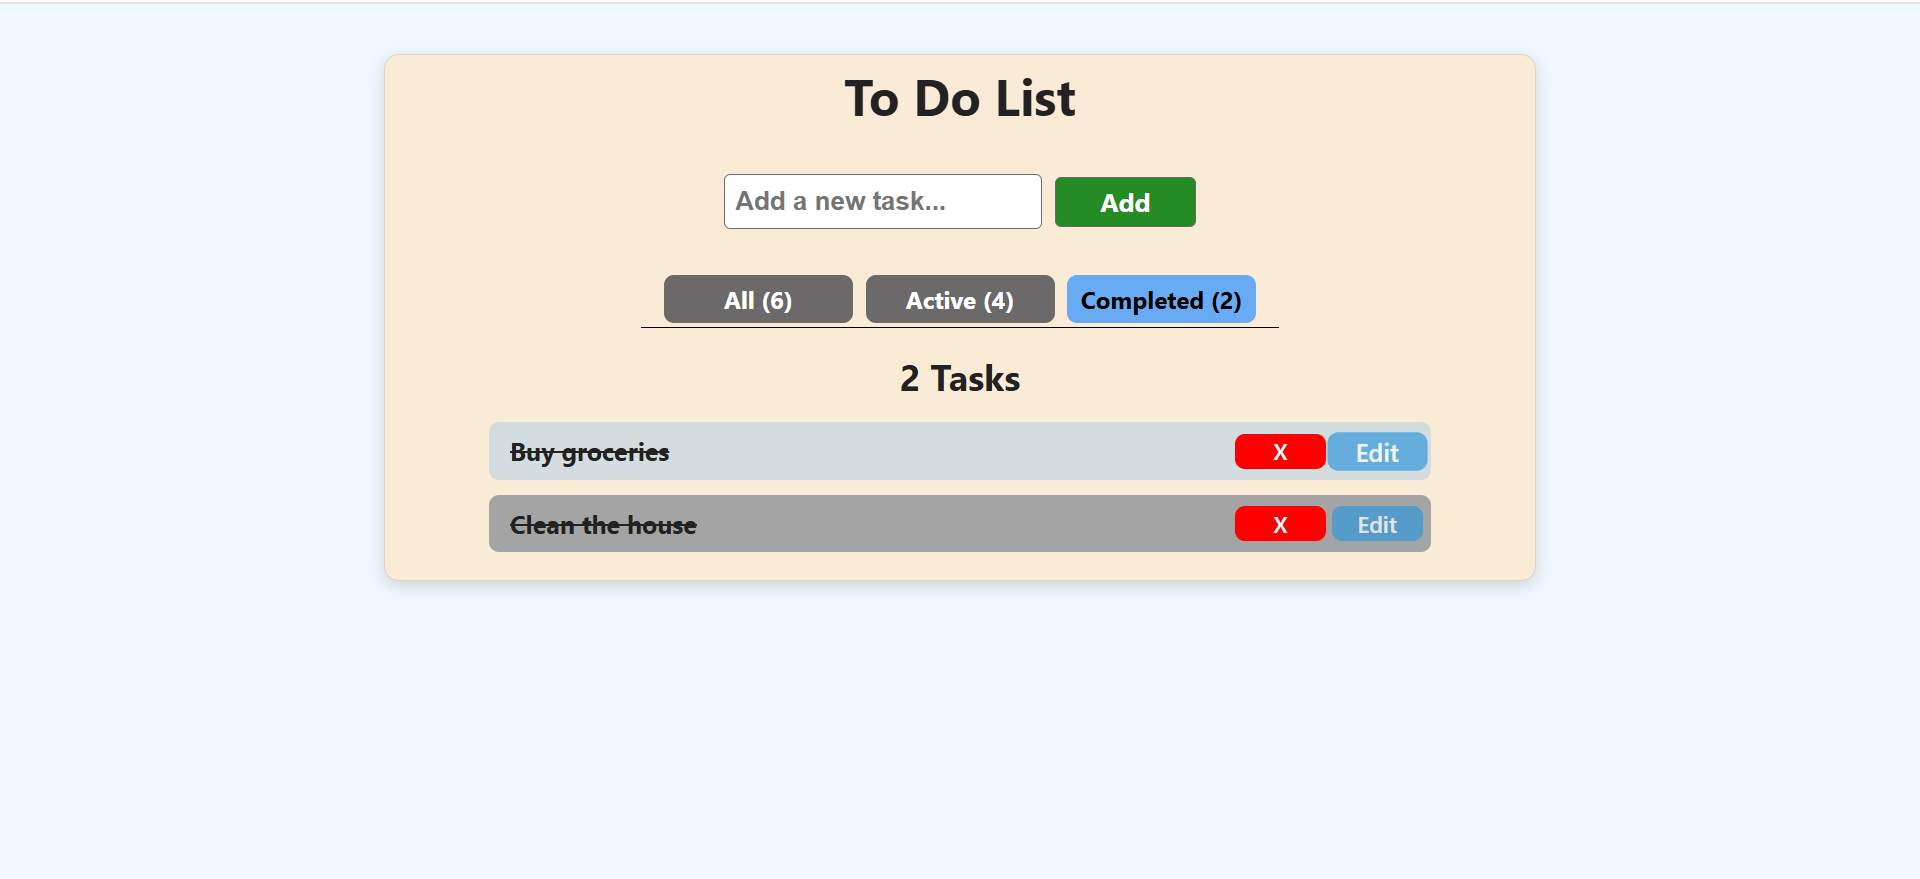 To Do List
Add a new task... Add
All (6) Active (4) Completed (2)
2 Tasks
Buy groceries X Edit
Clean the house X Edit